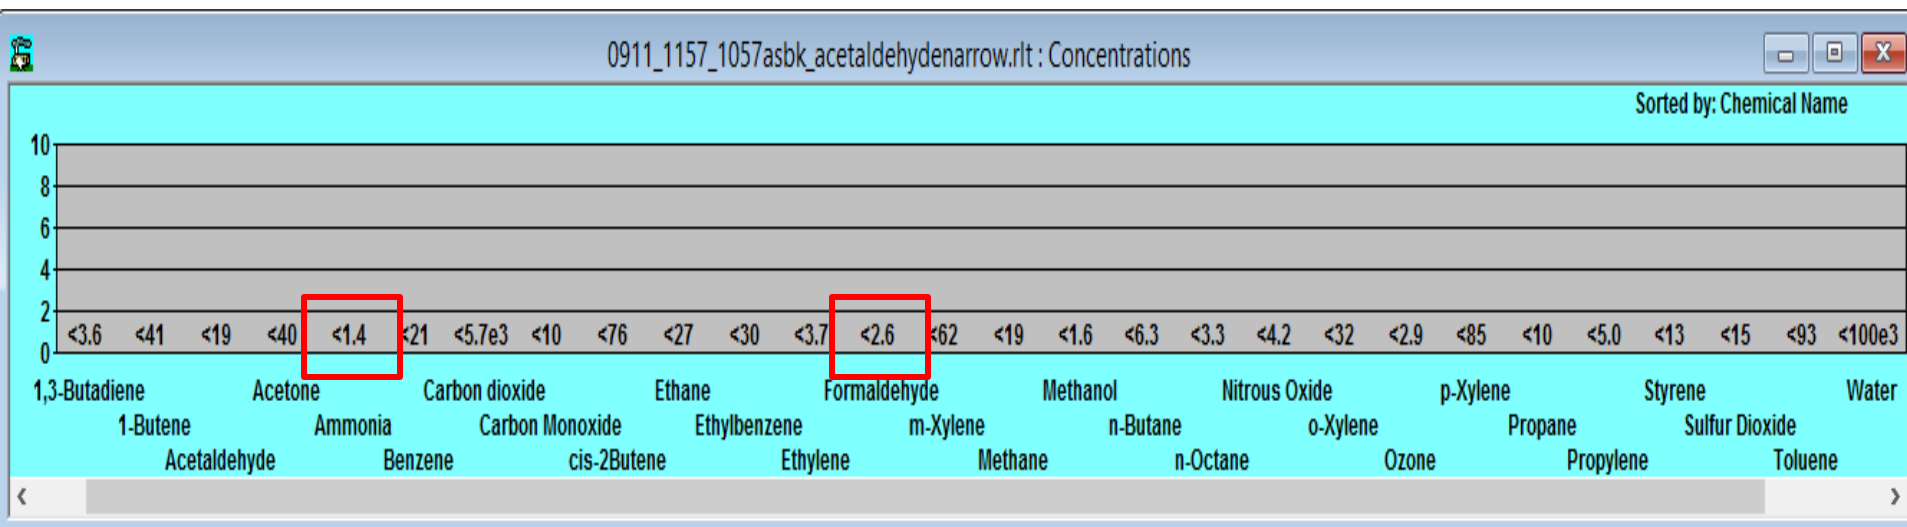 0911_1157_1057asbk_acetaldehydenarrow.rlt : Concentrations
Sorted by: Chemical Name
10
8
6
4
2
0
<3.6 <41 <19 <40 <1.4 <21 <5.7e3 <10 <76 <27 <30 <3.7 <2.6 <62 <19 <1.6 <6.3 <3.3 <4.2 <32 <2.9 <85 <10 <5.0 <13 <15 <93 <100e3
1,3-Butadiene Acetone Carbon dioxide Ethane Formaldehyde Methanol Nitrous Oxide p-Xylene Styrene Water
1-Butene Ammonia Carbon Monoxide Ethylbenzene m-Xylene n-Butane o-Xylene Propane Sulfur Dioxide
Acetaldehyde Benzene cis-2Butene Ethylene Methane n-Octane Ozone Propylene Toluene